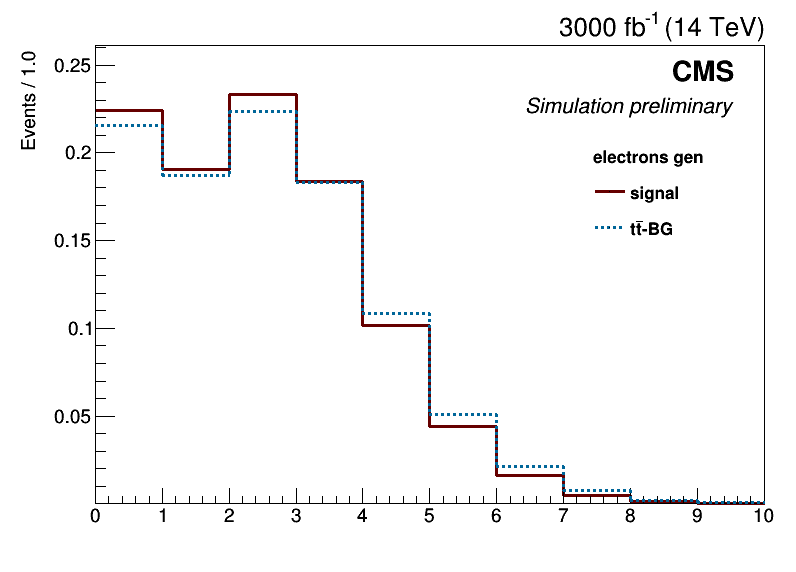 3000 fb⁻¹ (14 TeV)
CMS
Simulation preliminary
electrons gen
signal
tt̄-BG
Events / 1.0
0.25
0.2
0.15
0.1
0.05
0 1 2 3 4 5 6 7 8 9 10